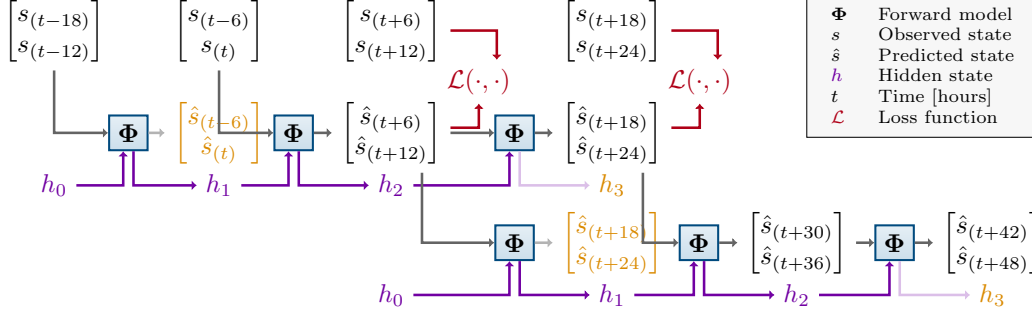 s(t−18) s(t−6) s(t+6) s(t+18)
s(t−12) s(t) s(t+12) s(t+24)
ℒ(·, ·) ℒ(·, ·)
ŝ(t−6) ŝ(t+6) ŝ(t+18)
Φ Φ Φ
ŝ(t) ŝ(t+12) ŝ(t+24)
h0 h1 h2 h3
ŝ(t+18) ŝ(t+30) ŝ(t+42)
Φ Φ Φ
ŝ(t+24) ŝ(t+36) ŝ(t+48)
h0 h1 h2 h3
Φ Forward model
s Observed state
ŝ Predicted state
h Hidden state
t Time [hours]
ℒ Loss function